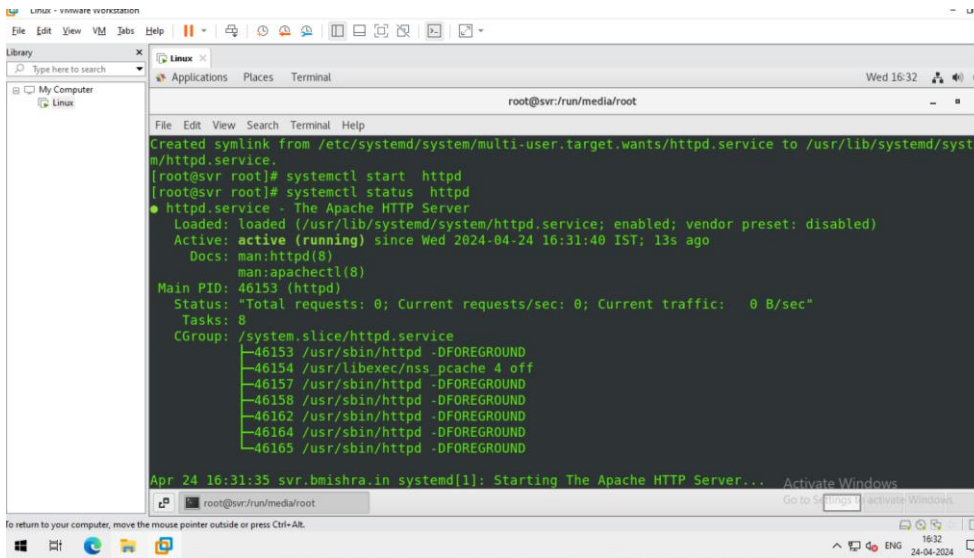 Linux - VMware Workstation
File Edit View VM Tabs Help
Library
Type here to search
My Computer
Linux
Linux
Applications Places Terminal Wed 16:32
root@svr:/run/media/root
File Edit View Search Terminal Help
Created symlink from /etc/systemd/system/multi-user.target.wants/httpd.service to /usr/lib/systemd/syst
m/httpd.service.
[root@svr root]# systemctl start  httpd
[root@svr root]# systemctl status  httpd
● httpd.service - The Apache HTTP Server
   Loaded: loaded (/usr/lib/systemd/system/httpd.service; enabled; vendor preset: disabled)
   Active: active (running) since Wed 2024-04-24 16:31:40 IST; 13s ago
     Docs: man:httpd(8)
           man:apachectl(8)
 Main PID: 46153 (httpd)
   Status: "Total requests: 0; Current requests/sec: 0; Current traffic:   0 B/sec"
    Tasks: 8
   CGroup: /system.slice/httpd.service
           ├─46153 /usr/sbin/httpd -DFOREGROUND
           ├─46154 /usr/libexec/nss_pcache 4 off
           ├─46157 /usr/sbin/httpd -DFOREGROUND
           ├─46158 /usr/sbin/httpd -DFOREGROUND
           ├─46162 /usr/sbin/httpd -DFOREGROUND
           ├─46164 /usr/sbin/httpd -DFOREGROUND
           └─46165 /usr/sbin/httpd -DFOREGROUND
Apr 24 16:31:35 svr.bmishra.in systemd[1]: Starting The Apache HTTP Server...
Activate Windows
Go to Settings to activate Windows.
root@svr:/run/media/root
To return to your computer, move the mouse pointer outside or press Ctrl+Alt.
ENG
16:32
24-04-2024